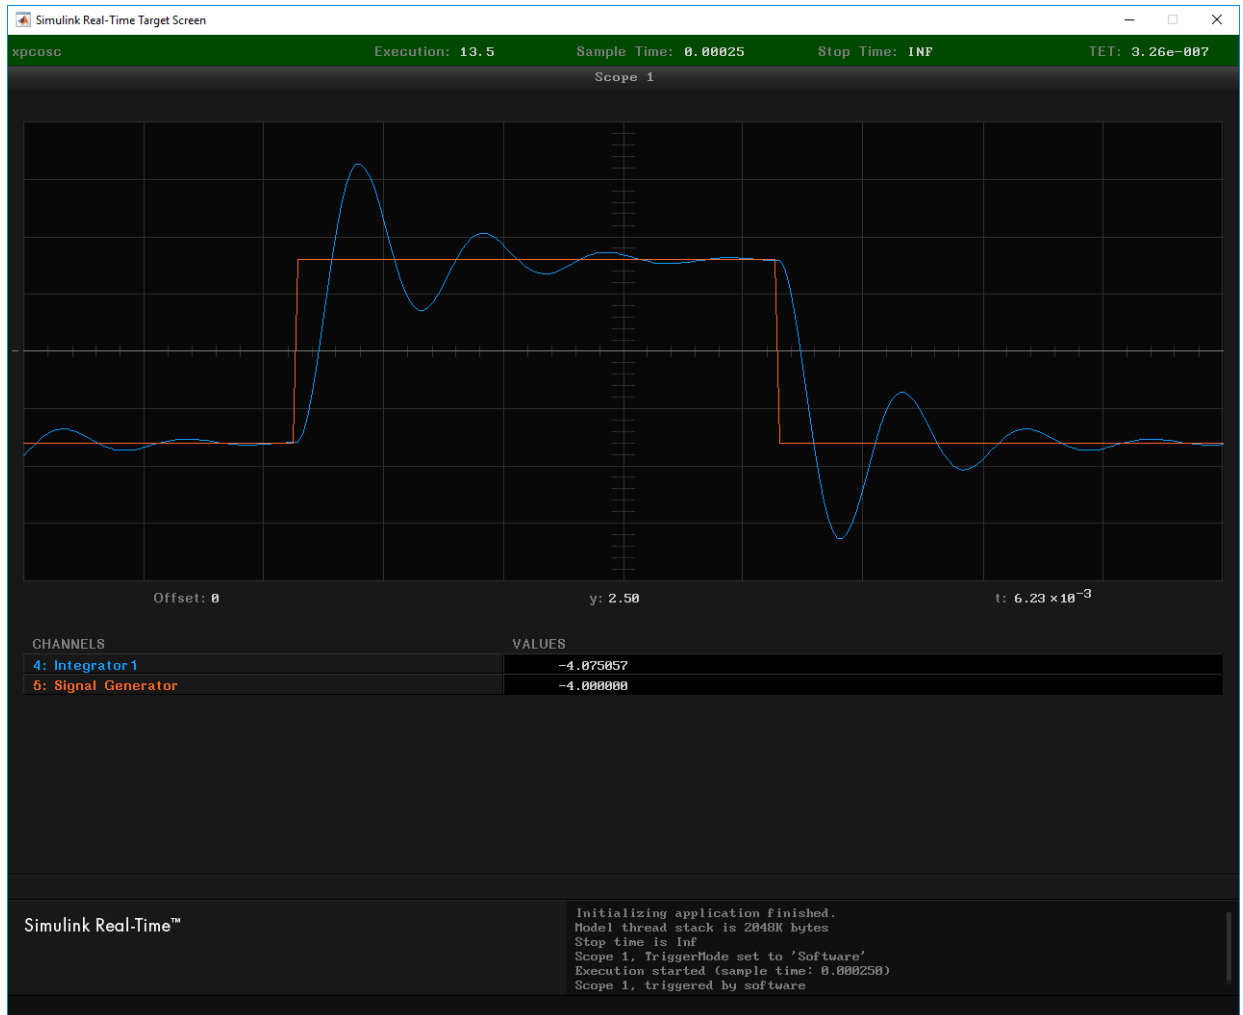 Simulink Real-Time Target Screen
xpcosc Execution: 13.5 Sample Time: 0.00025 Stop Time: INF TET: 3.26e-007
Scope 1
Offset: 0 y: 2.50 t: 6.23 ×10⁻³
CHANNELS VALUES
4: Integrator1 -4.075057
5: Signal Generator -4.000000
Simulink Real-Time™
Initializing application finished.
Model thread stack is 2048K bytes
Stop time is Inf
Scope 1, TriggerMode set to 'Software'
Execution started (sample time: 0.000250)
Scope 1, triggered by software